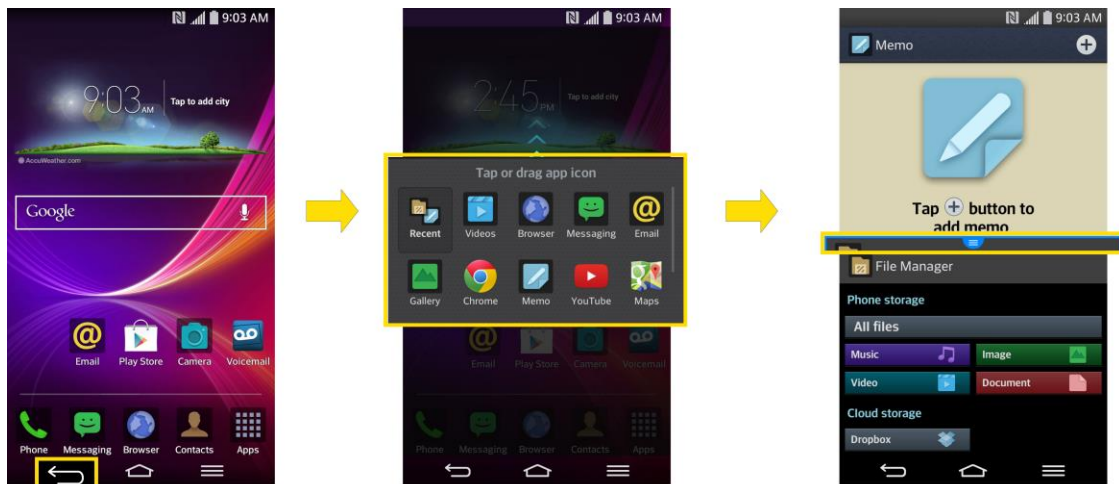 9:03 AM
9:03 AM
Tap to add city
AccuWeather.com
Google
Email Play Store Camera Voicemail
Phone Messaging Browser Contacts Apps
9:03 AM
2:45 PM
Tap to add city
Tap or drag app icon
Recent Videos Browser Messaging Email
Gallery Chrome Memo YouTube Maps
Email Play Store Camera Voicemail
Phone Messaging Browser Contacts Apps
9:03 AM
Memo
Tap + button to
add memo
File Manager
Phone storage
All files
Music Image
Video Document
Cloud storage
Dropbox